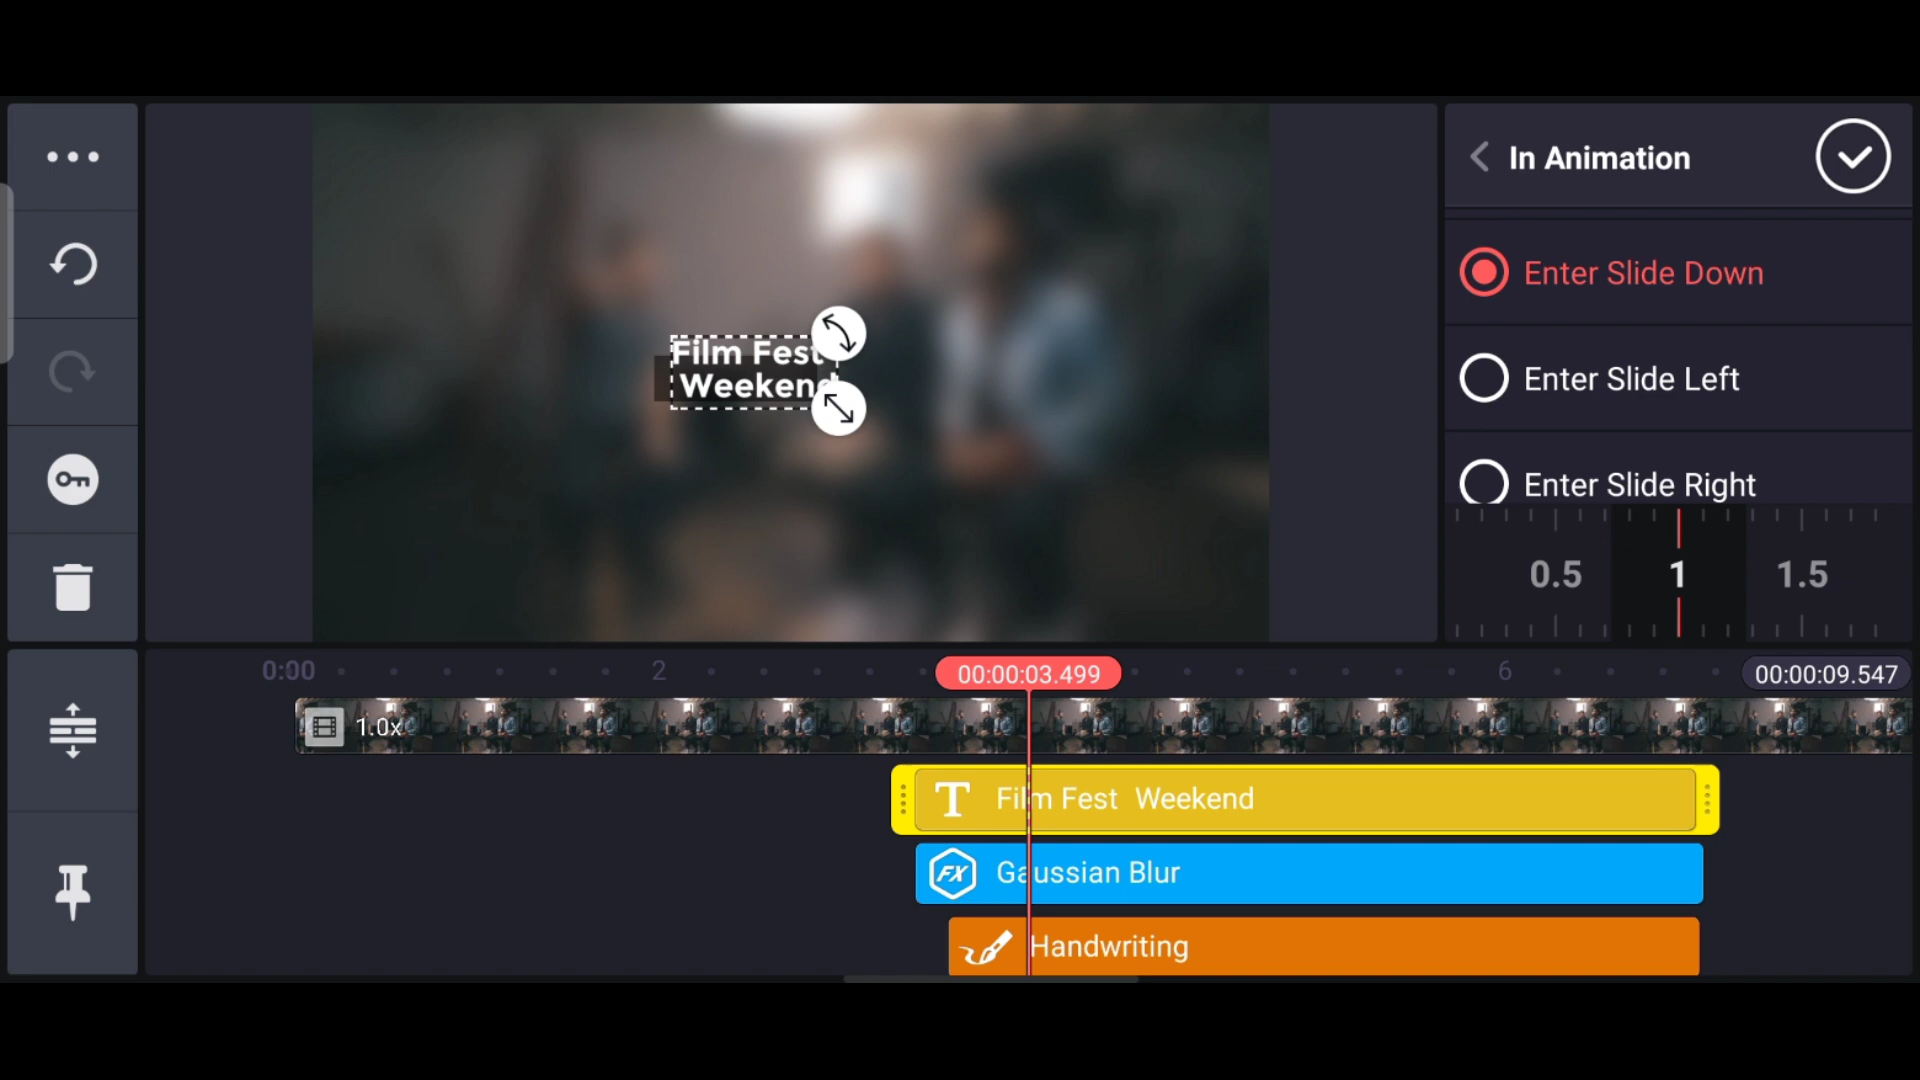 In Animation
Enter Slide Down
Film Fest
Weekend
Enter Slide Left
Enter Slide Right
0.5 1 1.5
0:00 2 00:00:03.499 6 00:00:09.547
1.0x
T Film Fest Weekend
FX Gaussian Blur
Handwriting